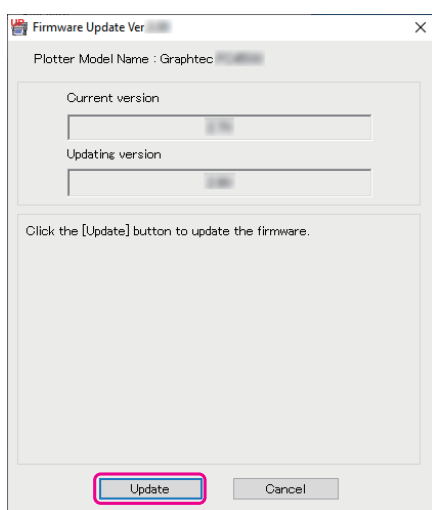 Firmware Update Ver
Plotter Model Name : Graphtec
Current version
Updating version
Click the [Update] button to update the firmware.
Update Cancel